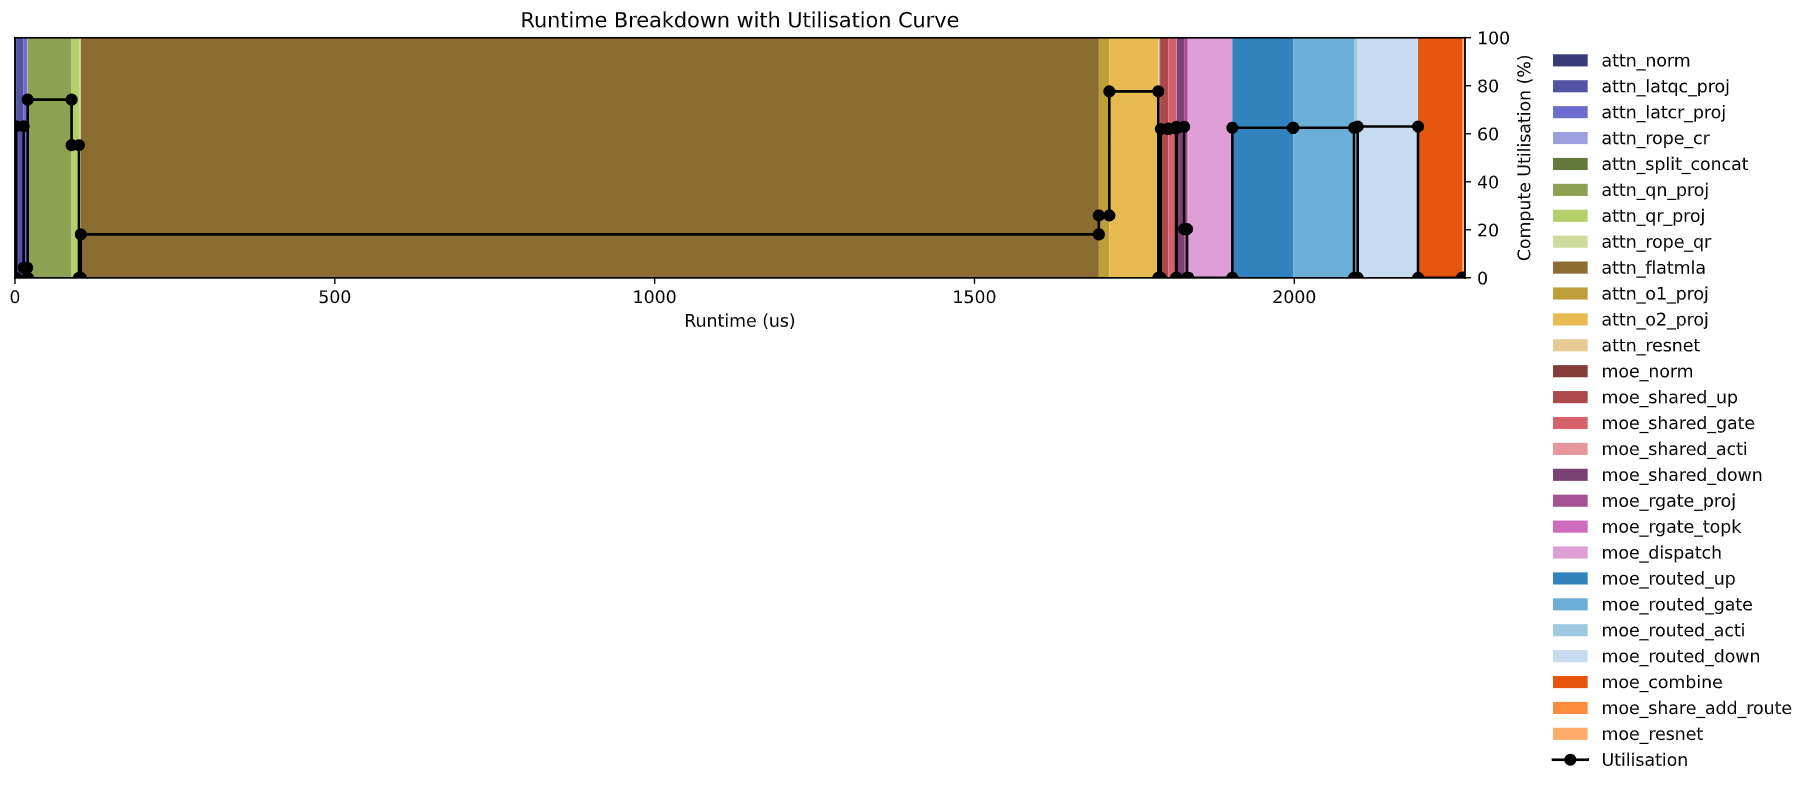 Runtime Breakdown with Utilisation Curve
100
80
60
40
20
0
Compute Utilisation (%)
0 500 1000 1500 2000
Runtime (us)
attn_norm
attn_latqc_proj
attn_latcr_proj
attn_rope_cr
attn_split_concat
attn_qn_proj
attn_qr_proj
attn_rope_qr
attn_flatmla
attn_o1_proj
attn_o2_proj
attn_resnet
moe_norm
moe_shared_up
moe_shared_gate
moe_shared_acti
moe_shared_down
moe_rgate_proj
moe_rgate_topk
moe_dispatch
moe_routed_up
moe_routed_gate
moe_routed_acti
moe_routed_down
moe_combine
moe_share_add_route
moe_resnet
Utilisation